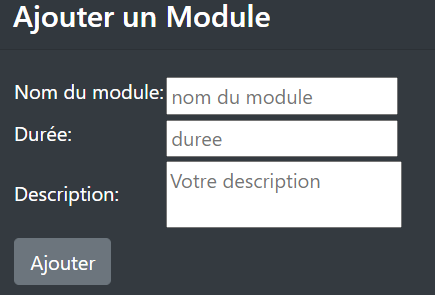 Ajouter un Module
Nom du module: nom du module
Durée: duree
Description: Votre description
Ajouter